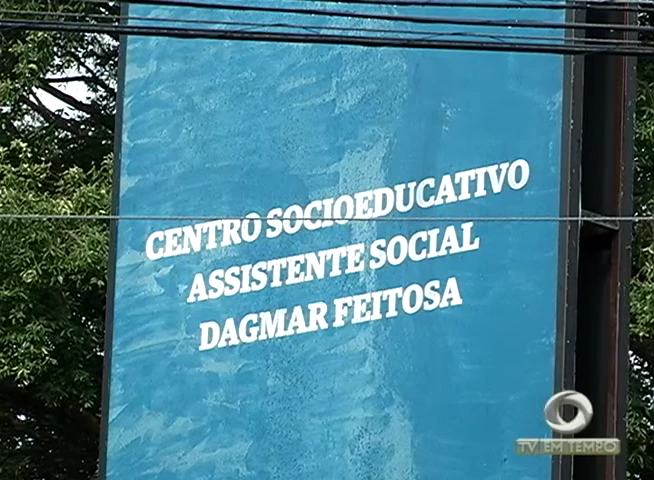 CENTRO SOCIOEDUCATIVO
ASSISTENTE SOCIAL
DAGMAR FEITOSA
TV EM TEMPO